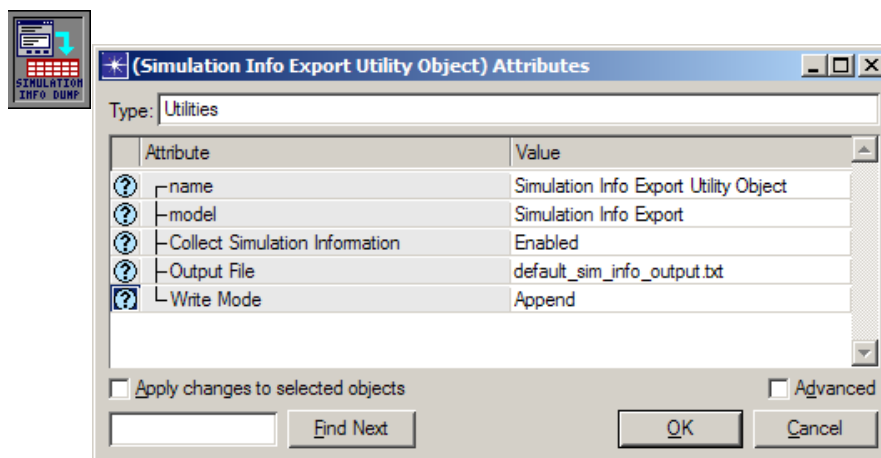 SIMULATION
INFO DUMP
(Simulation Info Export Utility Object) Attributes
Type: Utilities
Attribute Value
name Simulation Info Export Utility Object
model Simulation Info Export
Collect Simulation Information Enabled
Output File default_sim_info_output.txt
Write Mode Append
Apply changes to selected objects Advanced
Find Next OK Cancel